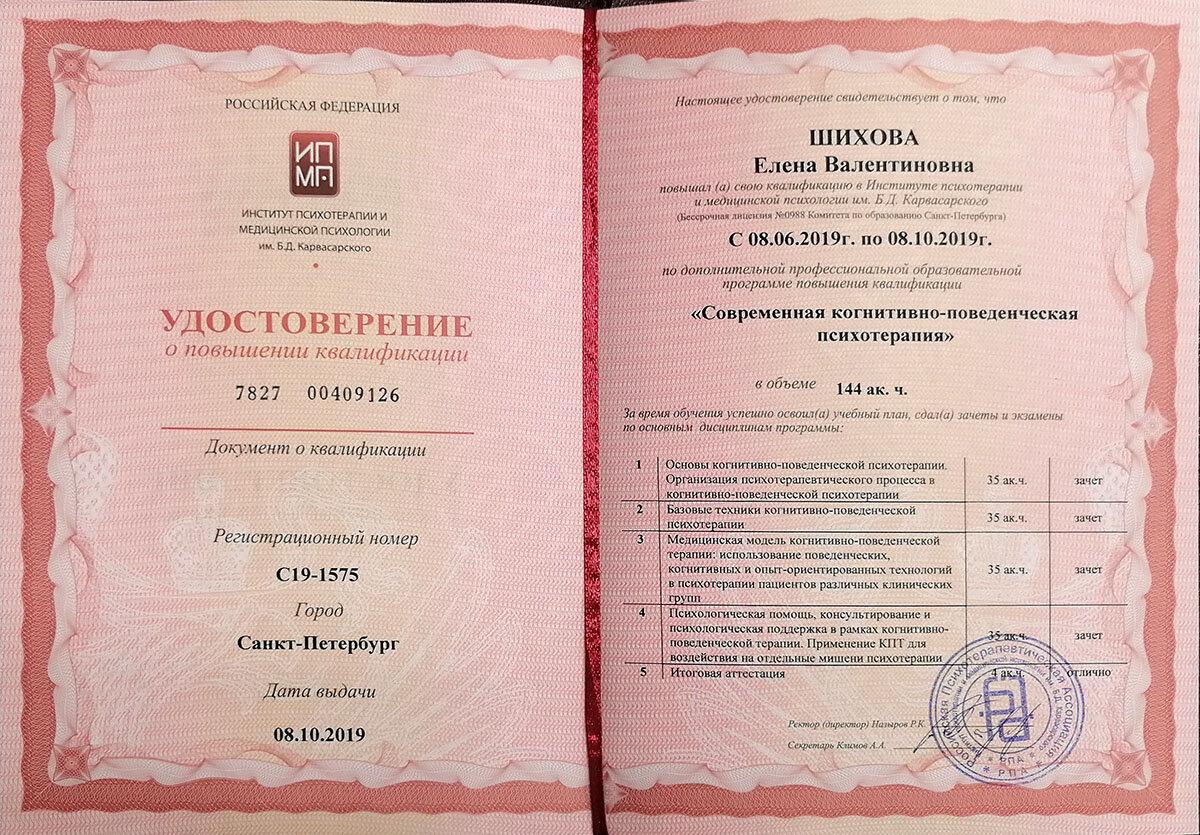 РОССИЙСКАЯ ФЕДЕРАЦИЯ
ИП
МП
ИНСТИТУТ ПСИХОТЕРАПИИ И
МЕДИЦИНСКОЙ ПСИХОЛОГИИ
им. Б.Д. Карвасарского
УДОСТОВЕРЕНИЕ
о повышении квалификации
7827 00409126
Документ о квалификации
Регистрационный номер
С19-1575
Город
Санкт-Петербург
Дата выдачи
08.10.2019
Настоящее удостоверение свидетельствует о том, что
ШИХОВА
Елена Валентиновна
повышал (а) свою квалификацию в Институте психотерапии
и медицинской психологии им. Б.Д. Карвасарского
(Бессрочная лицензия №0988 Комитета по образованию Санкт-Петербурга)
С 08.06.2019г. по 08.10.2019г.
по дополнительной профессиональной образовательной
программе повышения квалификации
«Современная когнитивно-поведенческая
психотерапия»
в объеме 144 ак. ч.
За время обучения успешно освоил(а) учебный план, сдал(а) зачеты и экзамены
по основным дисциплинам программы:
1 Основы когнитивно-поведенческой психотерапии.
Организация психотерапевтического процесса в 35 ак.ч. зачет
когнитивно-поведенческой психотерапии
2 Базовые техники когнитивно-поведенческой
психотерапии 35 ак.ч. зачет
3 Медицинская модель когнитивно-поведенческой
терапии: использование поведенческих,
когнитивных и опыт-ориентированных технологий 35 ак.ч. зачет
в психотерапии пациентов различных клинических
групп
4 Психологическая помощь, консультирование и
психологическая поддержка в рамках когнитивно- 35 ак.ч. зачет
поведенческой терапии. Применение КПТ для
воздействия на отдельные мишени психотерапии
5 Итоговая аттестация 4 ак.ч. отлично
Ректор (директор) Назыров Р.К.
Секретарь Климов А.А.
Российская Психотерапевтическая Ассоциация
РПА
РПА